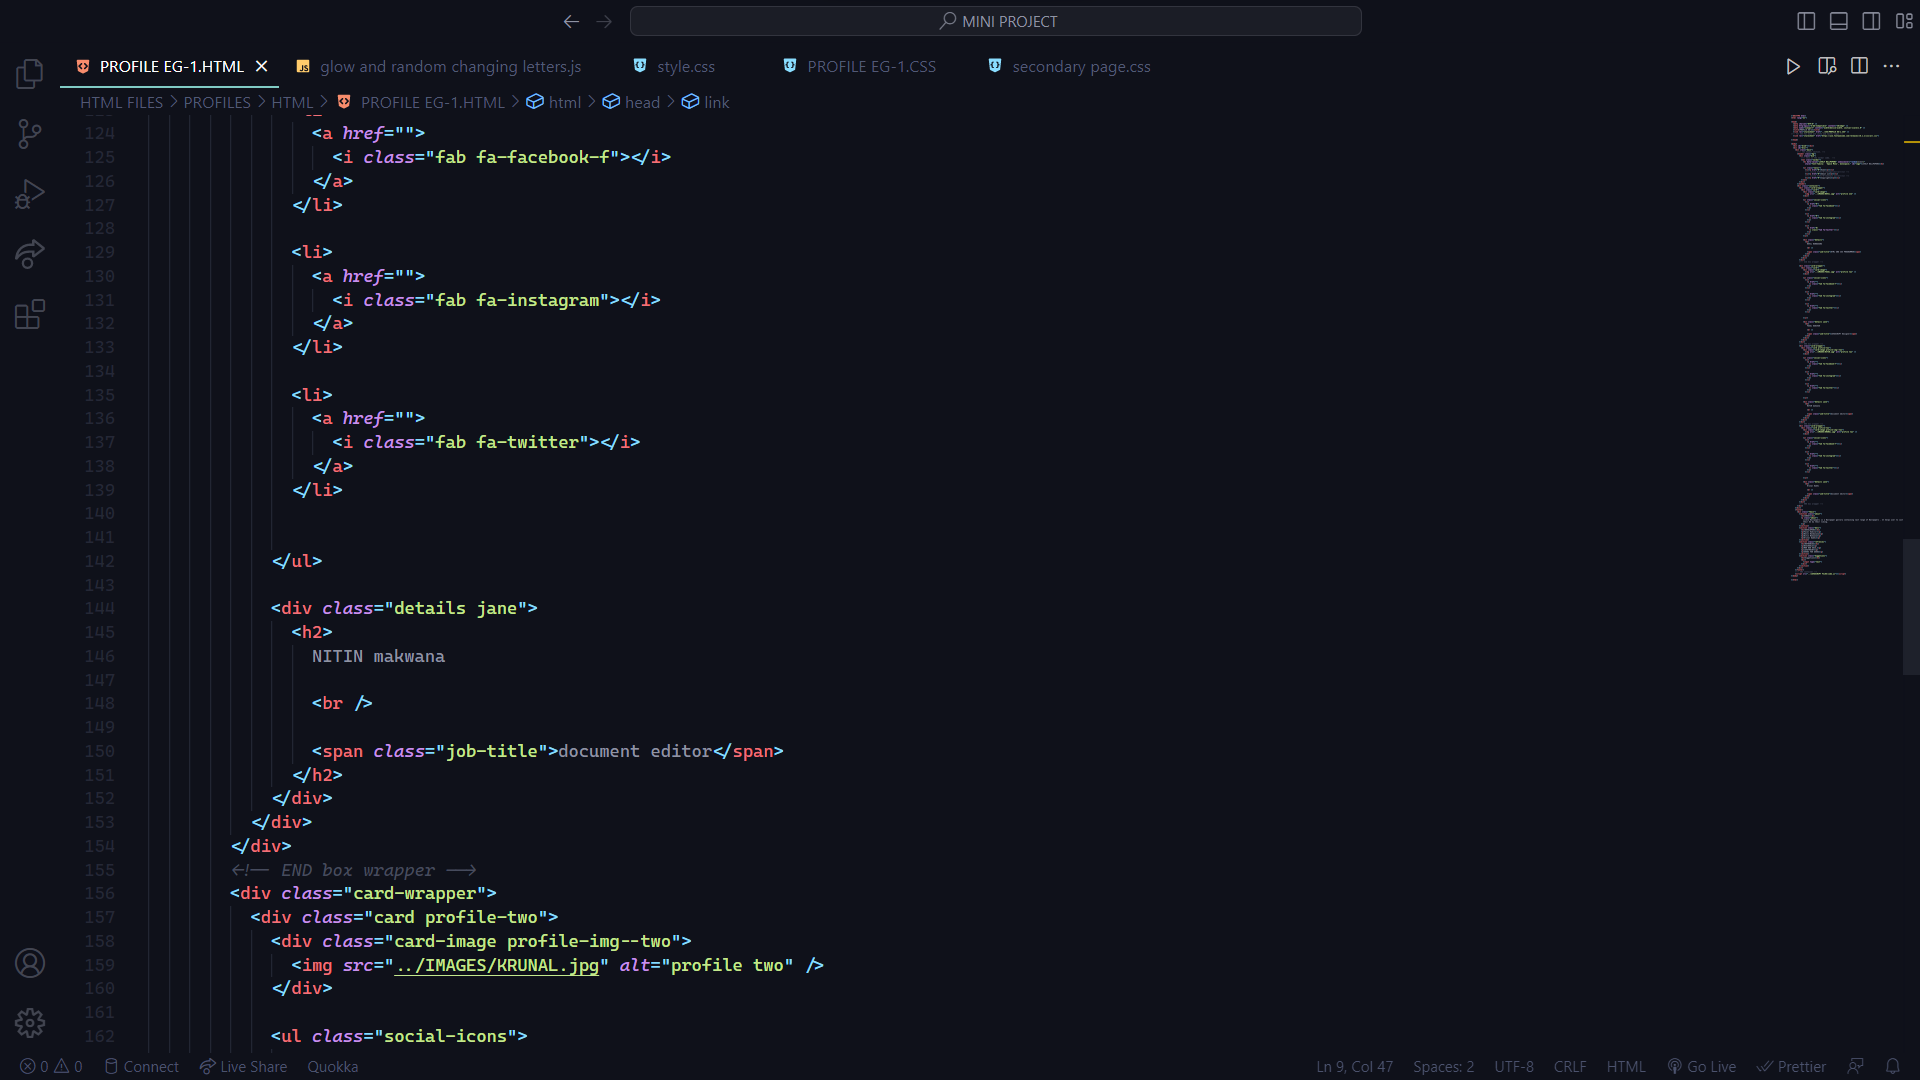 MINI PROJECT
PROFILE EG-1.HTML
glow and random changing letters.js
style.css
PROFILE EG-1.CSS
secondary page.css
HTML FILES > PROFILES > HTML > PROFILE EG-1.HTML > html > head > link
124 <a href="">
125 <i class="fab fa-facebook-f"></i>
126 </a>
127 </li>
128
129 <li>
130 <a href="">
131 <i class="fab fa-instagram"></i>
132 </a>
133 </li>
134
135 <li>
136 <a href="">
137 <i class="fab fa-twitter"></i>
138 </a>
139 </li>
140
141
142 </ul>
143
144 <div class="details jane">
145 <h2>
146 NITIN makwana
147
148 <br />
149
150 <span class="job-title">document editor</span>
151 </h2>
152 </div>
153 </div>
154 </div>
155 <!-- END box wrapper -->
156 <div class="card-wrapper">
157 <div class="card profile-two">
158 <div class="card-image profile-img--two">
159 <img src="../IMAGES/KRUNAL.jpg" alt="profile two" />
160 </div>
161
162 <ul class="social-icons">
0 0 Connect Live Share Quokka Ln 9, Col 47 Spaces: 2 UTF-8 CRLF HTML Go Live Prettier